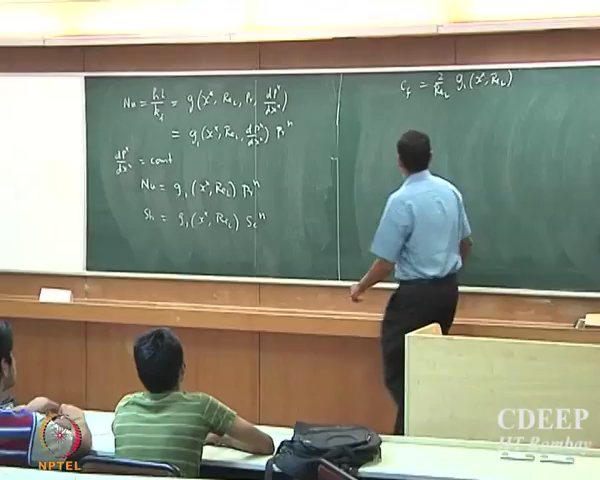 Nu = hL/k_f = g(x*, Re_L, Pr, dP*/dx*)
= g_1(x*, Re_L, dP*/dx*) Pr^n
dP*/dx* = const
Nu = g_1(x*, Re_L) Pr^n
Sh = g_1(x*, Re_L) Sc^n
C_f = 2/Re_L g_1(x*, Re_L)
CDEEP
IIT Bombay
NPTEL